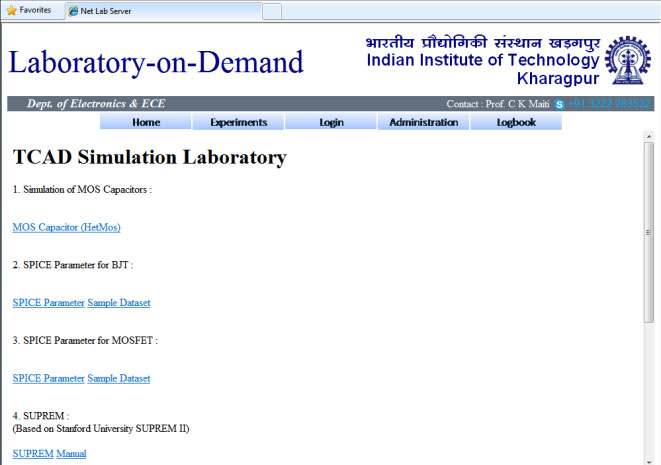 Favorites
Net Lab Server
Laboratory-on-Demand
भारतीय प्रौद्योगिकी संस्थान खड़गपुर
Indian Institute of Technology
Kharagpur
Dept. of Electronics & ECE
Contact : Prof. C K Maiti +91 3222 283532
Home Experiments Login Administration Logbook
TCAD Simulation Laboratory
1. Simulation of MOS Capacitors :
MOS Capacitor (HetMos)
2. SPICE Parameter for BJT :
SPICE Parameter Sample Dataset
3. SPICE Parameter for MOSFET :
SPICE Parameter Sample Dataset
4. SUPREM :
(Based on Stanford University SUPREM II)
SUPREM Manual